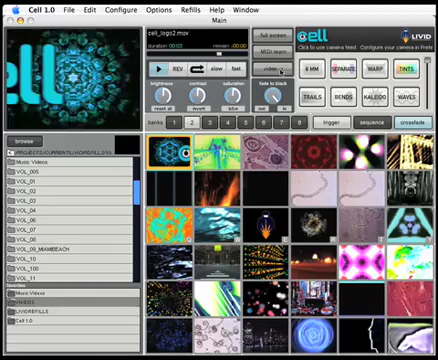 Cell 1.0 File Edit Configure Options Refills Help Window
Main
cell_logo2.mov
full screen
@ell LIVID
MIDI learn
Click to use camera feed. Configure your camera in Prefs
video
REV slow fast
8 MM SEPARATE WARP TINTS
brightness contrast saturation fade to black
reset all invert b/w out in
TRAILS BENDS KALEIDO WAVES
banks 1 2 3 4 5 6 7 8 trigger sequence crossfade
browse
Music Videos
VOL_005
VOL_01
VOL_02
VOL_03
VOL_04
VOL_06
VOL_07
VOL_08
VOL_09_MIAMIBEACH
VOL_10
VOL_100
VOL_11
favorites
Music Videos
VIDEOS
LIVIDREFILLS
Cell 1.0
ell